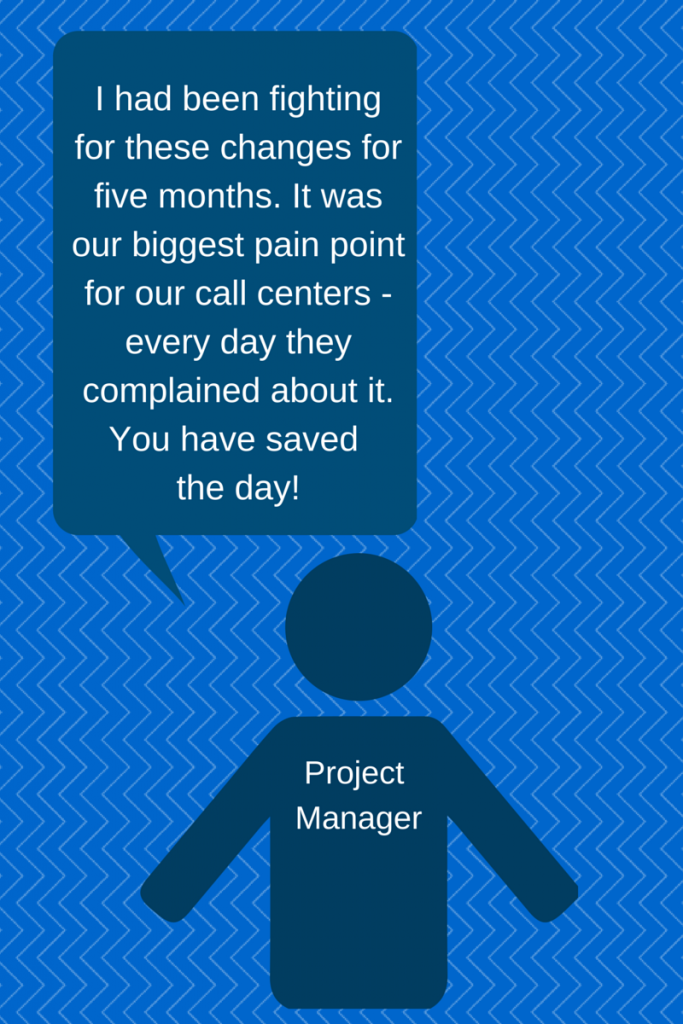 I had been fighting
for these changes for
five months. It was
our biggest pain point
for our call centers -
every day they
complained about it.
You have saved
the day!
Project
Manager